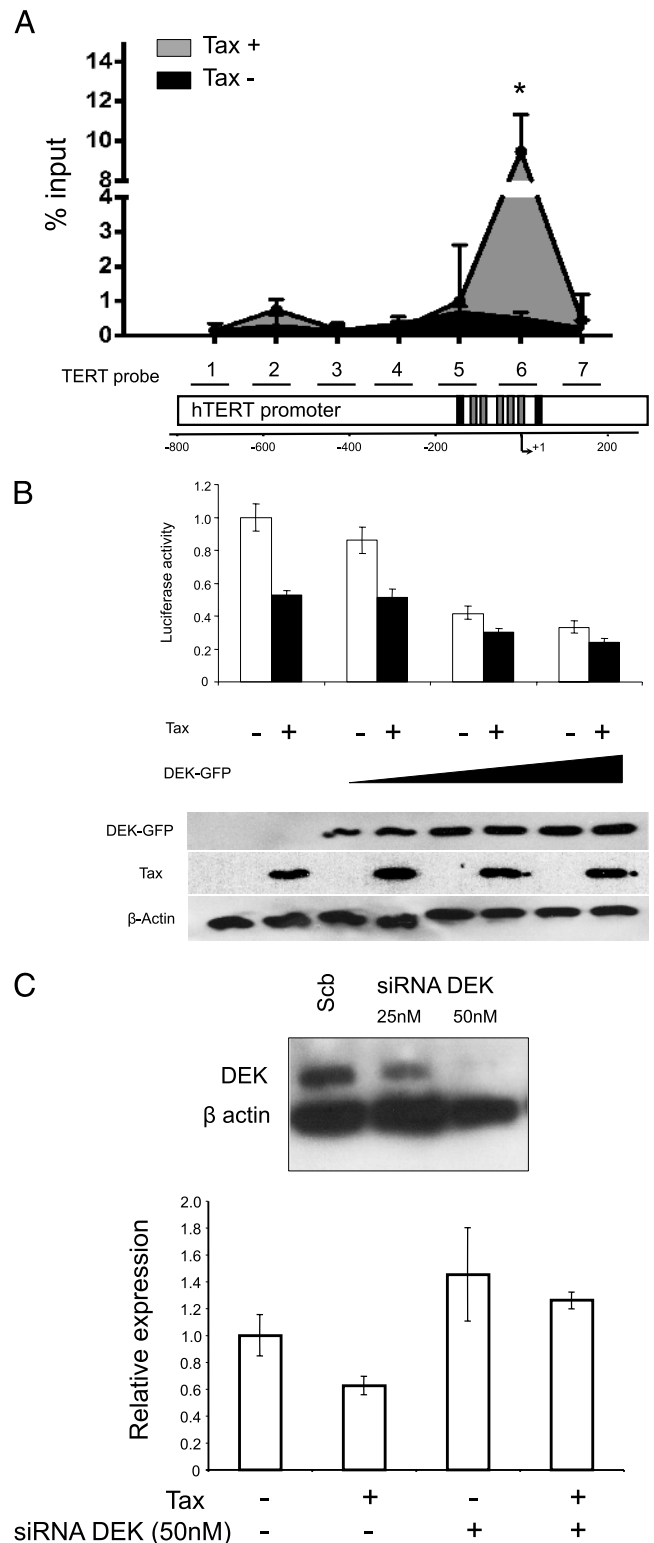 A
Tax +
Tax -
*
% input
14
12
10
8
4
3
2
1
0
TERT probe 1 2 3 4 5 6 7
hTERT promoter
-800 -600 -400 -200 +1 200
B
Luciferase activity
1.2
1.0
0.8
0.6
0.4
0.2
0
Tax - + - + - + - +
DEK-GFP
DEK-GFP
Tax
β-Actin
C
Scb
siRNA DEK
25nM 50nM
DEK
β actin
Relative expression
2.0
1.8
1.6
1.4
1.2
1.0
0.8
0.6
0.4
0.2
0
Tax - + - +
siRNA DEK (50nM) - - + +